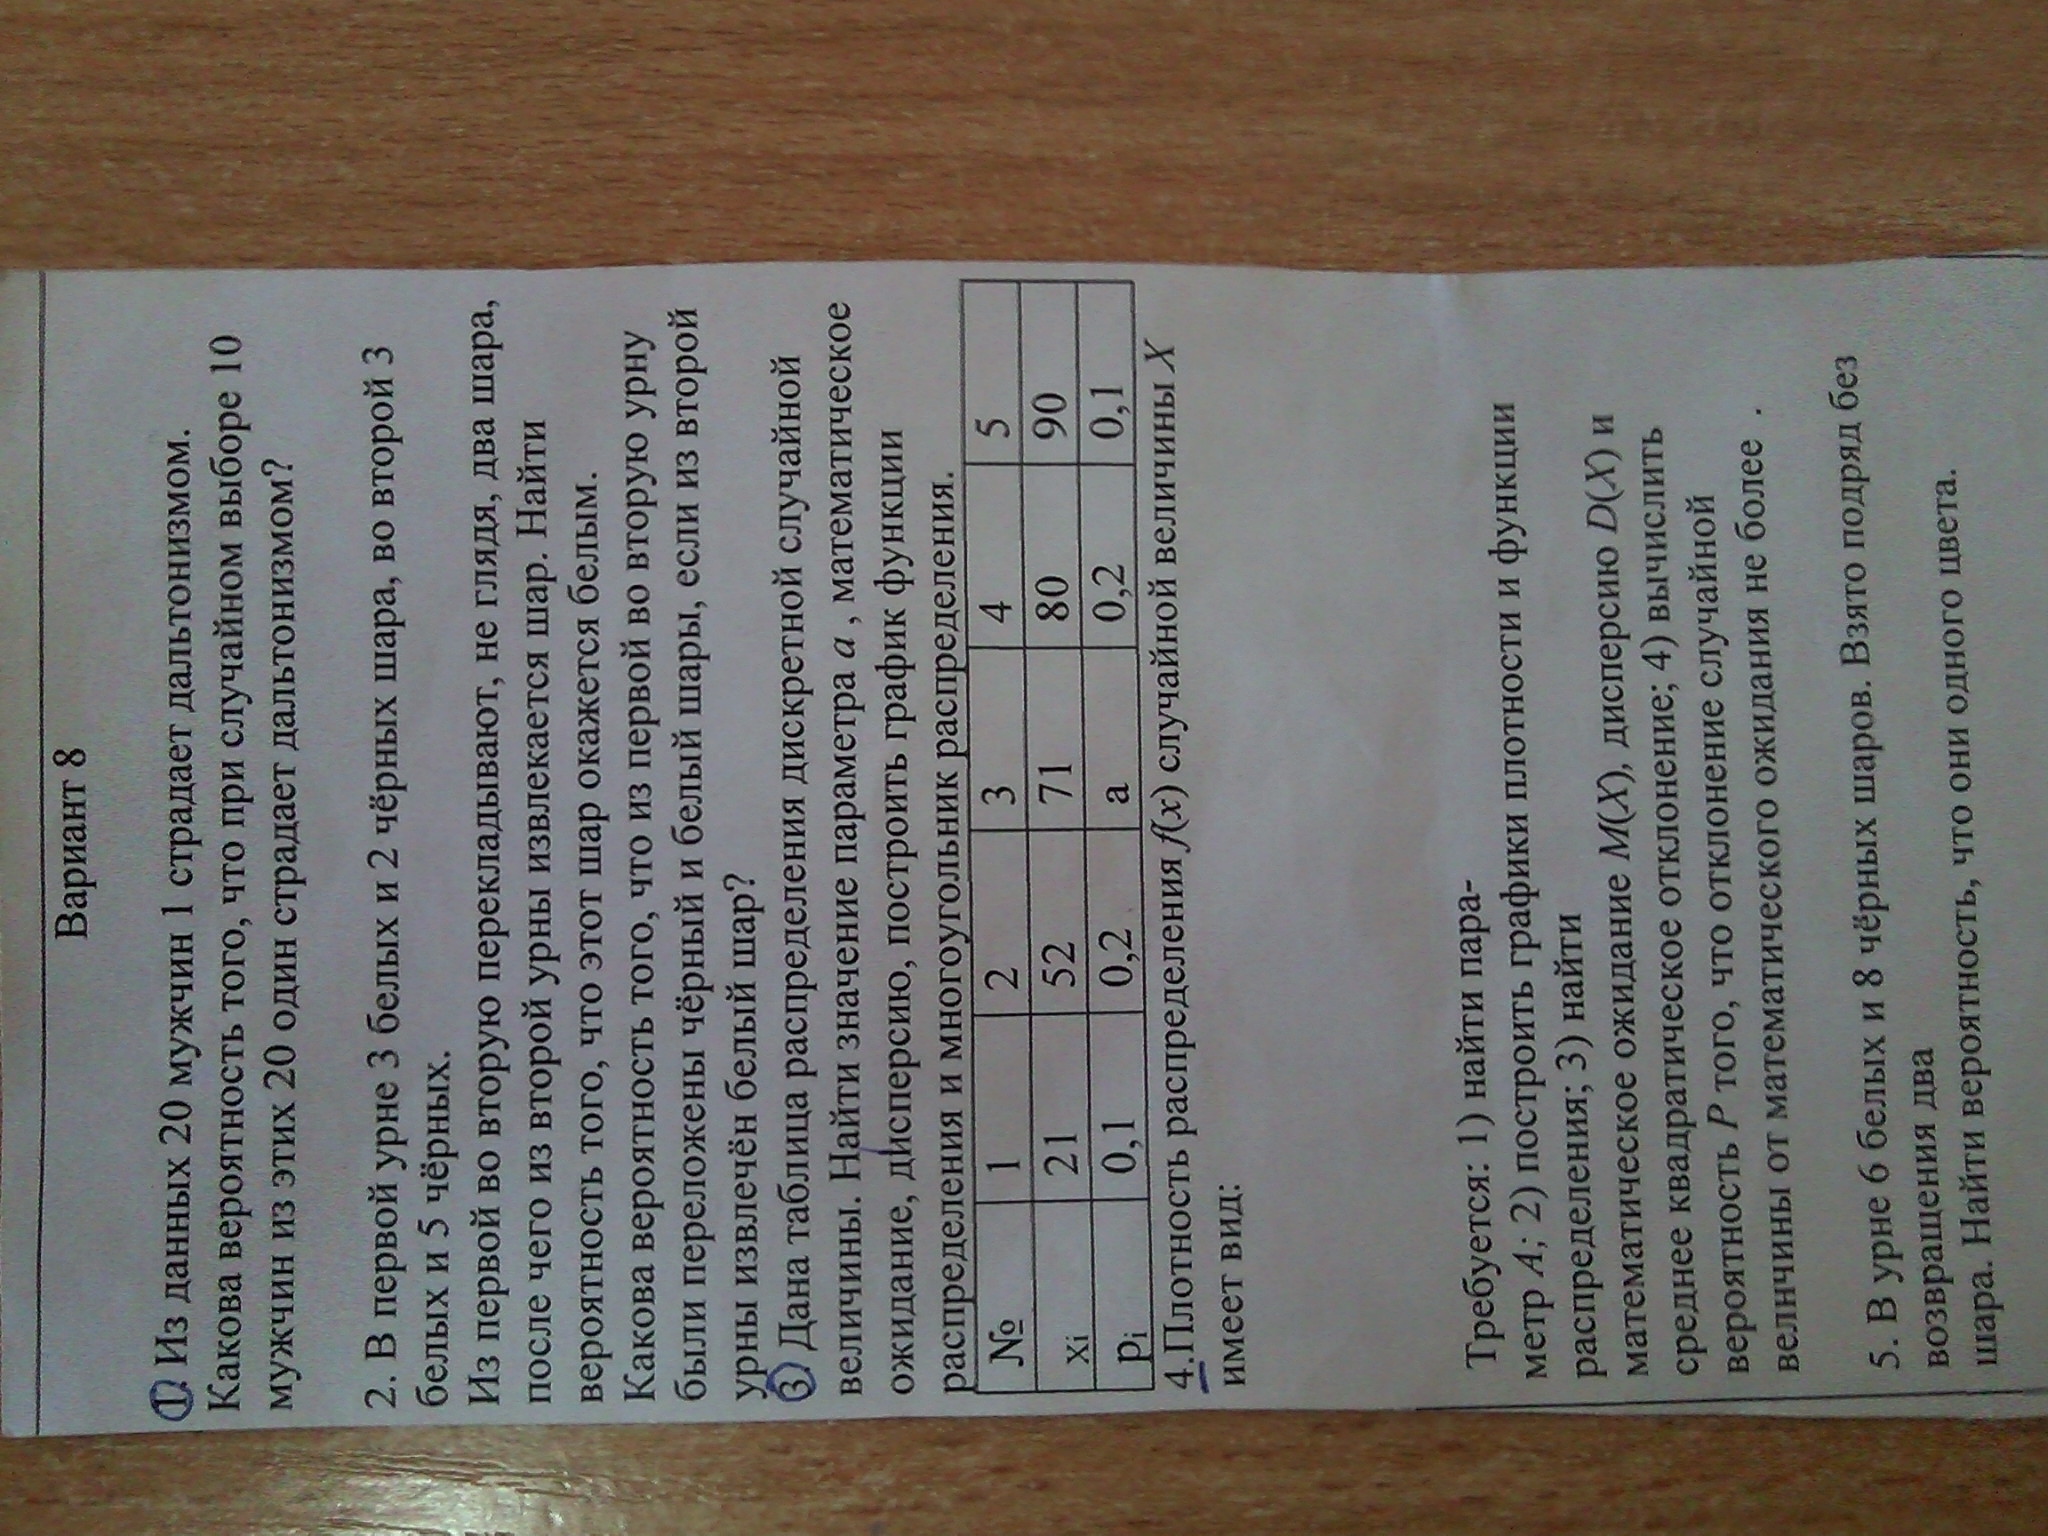 Вариант 8
1. Из данных 20 мужчин 1 страдает дальтонизмом.
Какова вероятность того, что при случайном выборе 10
мужчин из этих 20 один страдает дальтонизмом?
2. В первой урне 3 белых и 2 чёрных шара, во второй 3
белых и 5 чёрных.
Из первой во вторую перекладывают, не глядя, два шара,
после чего из второй урны извлекается шар. Найти
вероятность того, что этот шар окажется белым.
Какова вероятность того, что из первой во вторую урну
были переложены чёрный и белый шары, если из второй
урны извлечён белый шар?
3. Дана таблица распределения дискретной случайной
величины. Найти значение параметра a , математическое
ожидание, дисперсию, построить график функции
распределения и многоугольник распределения.
№ 1 2 3 4 5
xi 21 52 71 80 90
pi 0,1 0,2 a 0,2 0,1
4.Плотность распределения f(x) случайной величины X
имеет вид:
Требуется: 1) найти пара-
метр A; 2) построить графики плотности и функции
распределения; 3) найти
математическое ожидание M(X), дисперсию D(X) и
среднее квадратическое отклонение; 4) вычислить
вероятность P того, что отклонение случайной
величины от математического ожидания не более .
5. В урне 6 белых и 8 чёрных шаров. Взято подряд без
возвращения два
шара. Найти вероятность, что они одного цвета.